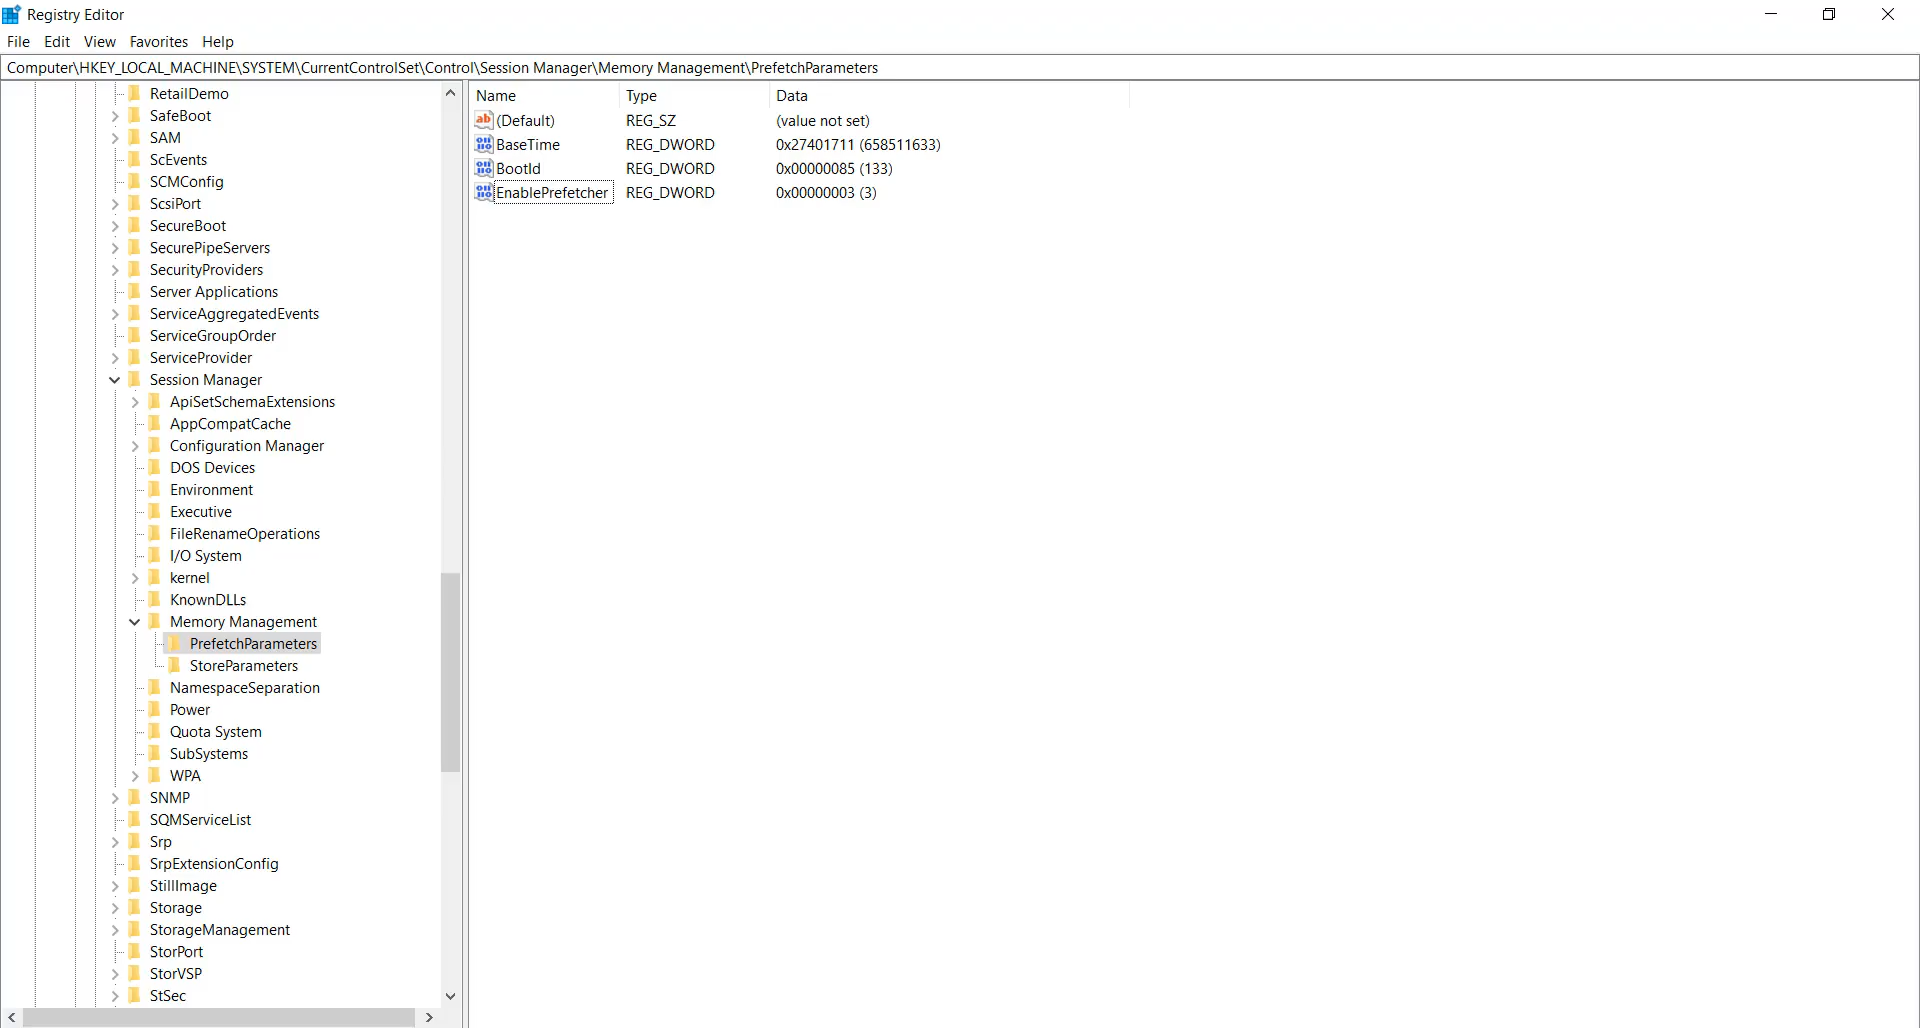 Registry Editor
File Edit View Favorites Help
Computer\HKEY_LOCAL_MACHINE\SYSTEM\CurrentControlSet\Control\Session Manager\Memory Management\PrefetchParameters
RetailDemo
SafeBoot
SAM
ScEvents
SCMConfig
ScsiPort
SecureBoot
SecurePipeServers
SecurityProviders
Server Applications
ServiceAggregatedEvents
ServiceGroupOrder
ServiceProvider
Session Manager
ApiSetSchemaExtensions
AppCompatCache
Configuration Manager
DOS Devices
Environment
Executive
FileRenameOperations
I/O System
kernel
KnownDLLs
Memory Management
PrefetchParameters
StoreParameters
NamespaceSeparation
Power
Quota System
SubSystems
WPA
SNMP
SQMServiceList
Srp
SrpExtensionConfig
StillImage
Storage
StorageManagement
StorPort
StorVSP
StSec
Name Type Data
(Default) REG_SZ (value not set)
BaseTime REG_DWORD 0x27401711 (658511633)
BootId REG_DWORD 0x00000085 (133)
EnablePrefetcher REG_DWORD 0x00000003 (3)